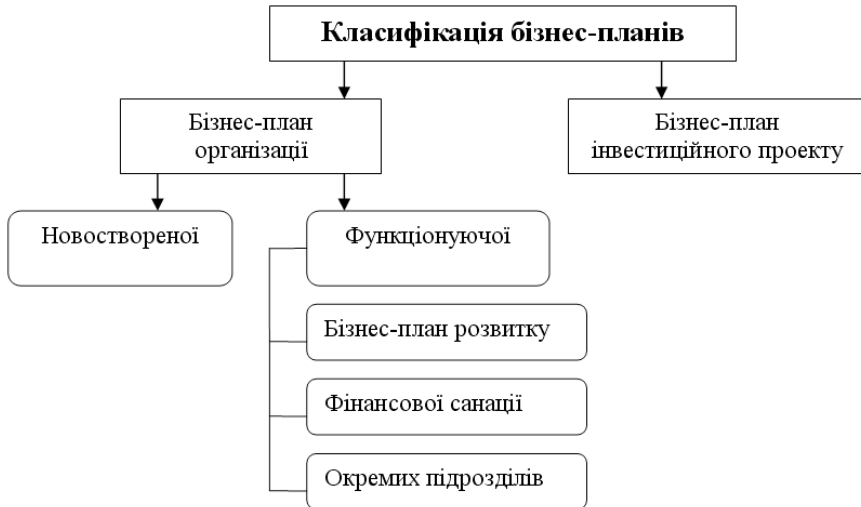 Класифікація бізнес-планів
Бізнес-план
організації
Бізнес-план
інвестиційного проекту
Новоствореної
Функціонуючої
Бізнес-план розвитку
Фінансової санації
Окремих підрозділів